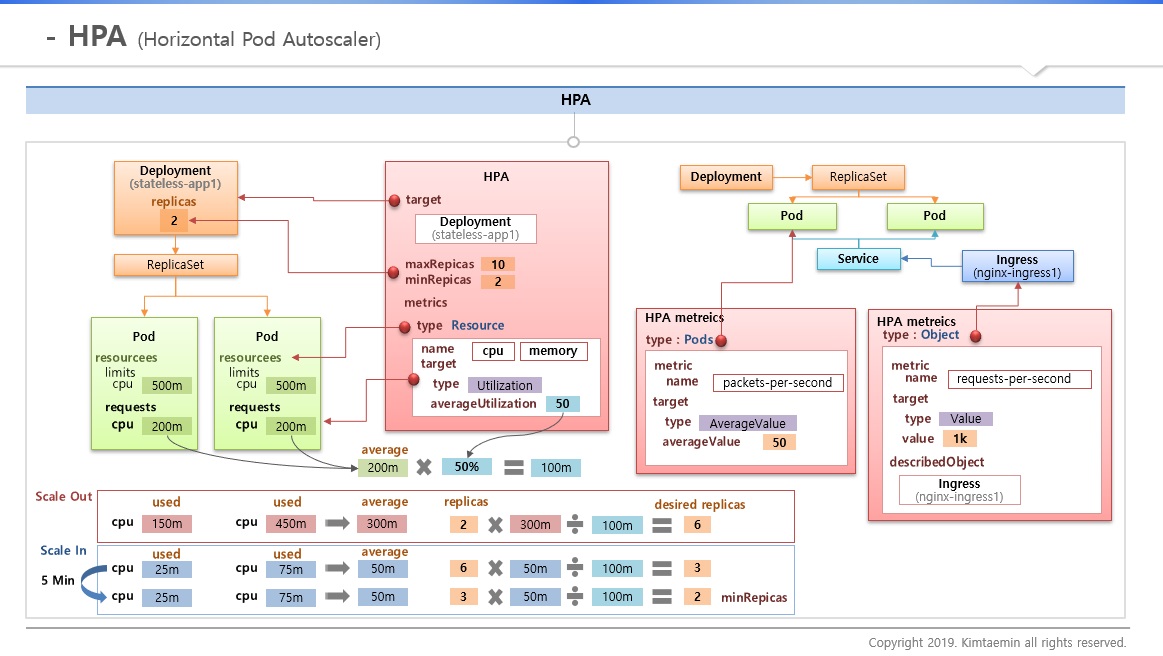 - HPA (Horizontal Pod Autoscaler)
HPA
Deployment
(stateless-app1)
replicas
2
ReplicaSet
Pod
resourcees
limits
cpu 500m
requests
cpu 200m
Pod
resourcees
limits
cpu 500m
requests
cpu 200m
HPA
target
Deployment
(stateless-app1)
maxRepicas 10
minRepicas 2
metrics
type Resource
name cpu memory
target
type Utilization
averageUtilization 50
average
200m × 50% = 100m
Deployment
ReplicaSet
Pod
Pod
Service
Ingress
(nginx-ingress1)
HPA metreics
type : Pods
metric
name packets-per-second
target
type AverageValue
averageValue 50
HPA metreics
type : Object
metric
name requests-per-second
target
type Value
value 1k
describedObject
Ingress
(nginx-ingress1)
Scale Out
used used average replicas desired replicas
cpu 150m cpu 450m 300m 2 × 300m ÷ 100m = 6
Scale In
used used average
cpu 25m cpu 75m 50m 6 × 50m ÷ 100m = 3
5 Min
cpu 25m cpu 75m 50m 3 × 50m ÷ 100m = 2 minRepicas
Copyright 2019. Kimtaemin all rights reserved.